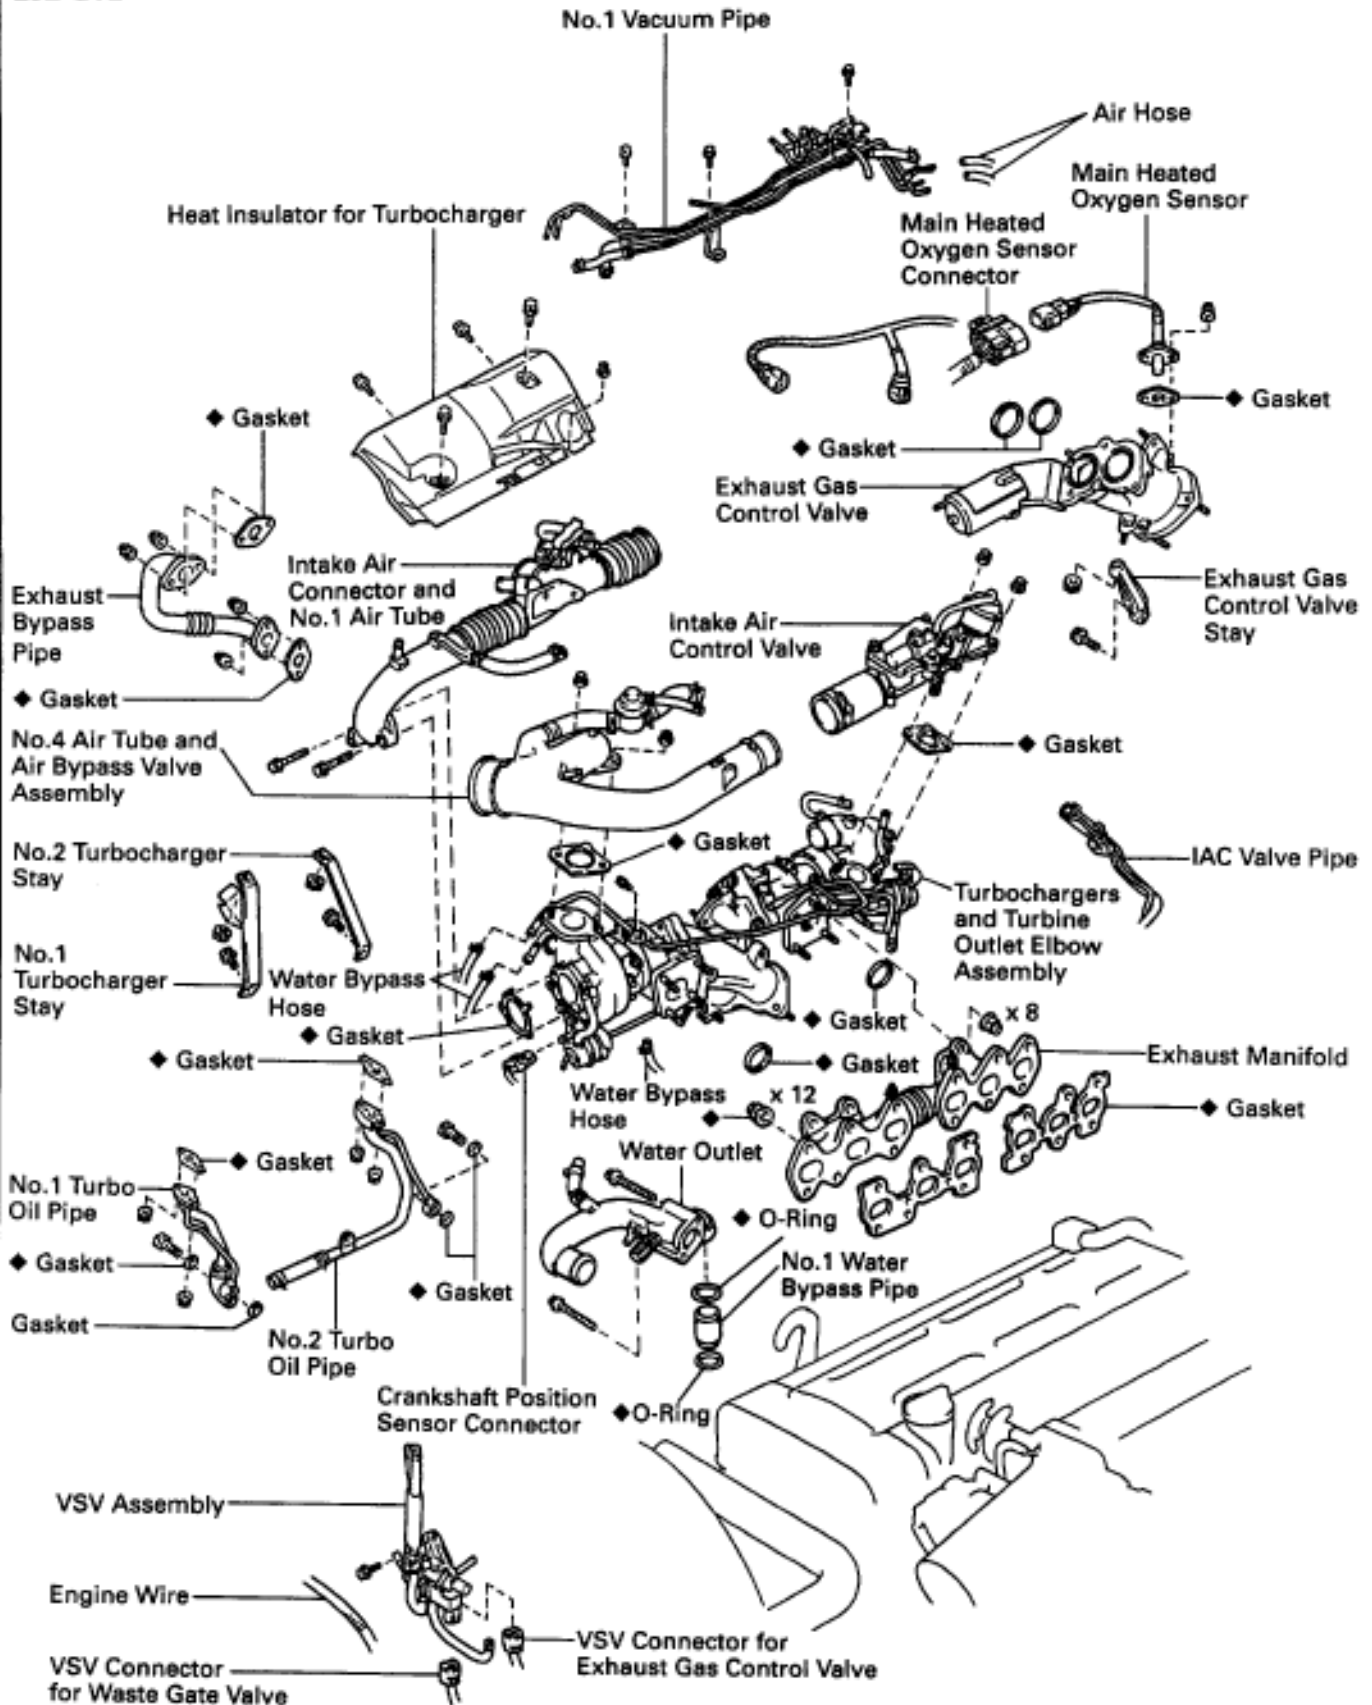 No.1 Vacuum Pipe
Air Hose
Main Heated
Oxygen Sensor
Heat Insulator for Turbocharger
Main Heated
Oxygen Sensor
Connector
◆ Gasket
◆ Gasket
◆ Gasket
Exhaust Gas
Control Valve
Intake Air
Connector and
No.1 Air Tube
Exhaust
Bypass
Pipe
Exhaust Gas
Control Valve
Stay
Intake Air
Control Valve
◆ Gasket
No.4 Air Tube and
Air Bypass Valve
Assembly
◆ Gasket
◆ Gasket
No.2 Turbocharger
Stay
IAC Valve Pipe
Turbochargers
and Turbine
Outlet Elbow
Assembly
No.1
Turbocharger
Stay
Water Bypass
Hose
◆ Gasket
◆ Gasket
x 8
◆ Gasket
◆ Gasket
Exhaust Manifold
Water Bypass
Hose
◆
x 12
◆ Gasket
Water Outlet
◆ Gasket
No.1 Turbo
Oil Pipe
◆ O-Ring
◆ Gasket
No.1 Water
Bypass Pipe
◆ Gasket
Gasket
No.2 Turbo
Oil Pipe
Crankshaft Position
Sensor Connector
◆O-Ring
VSV Assembly
Engine Wire
VSV Connector for
Exhaust Gas Control Valve
VSV Connector
for Waste Gate Valve